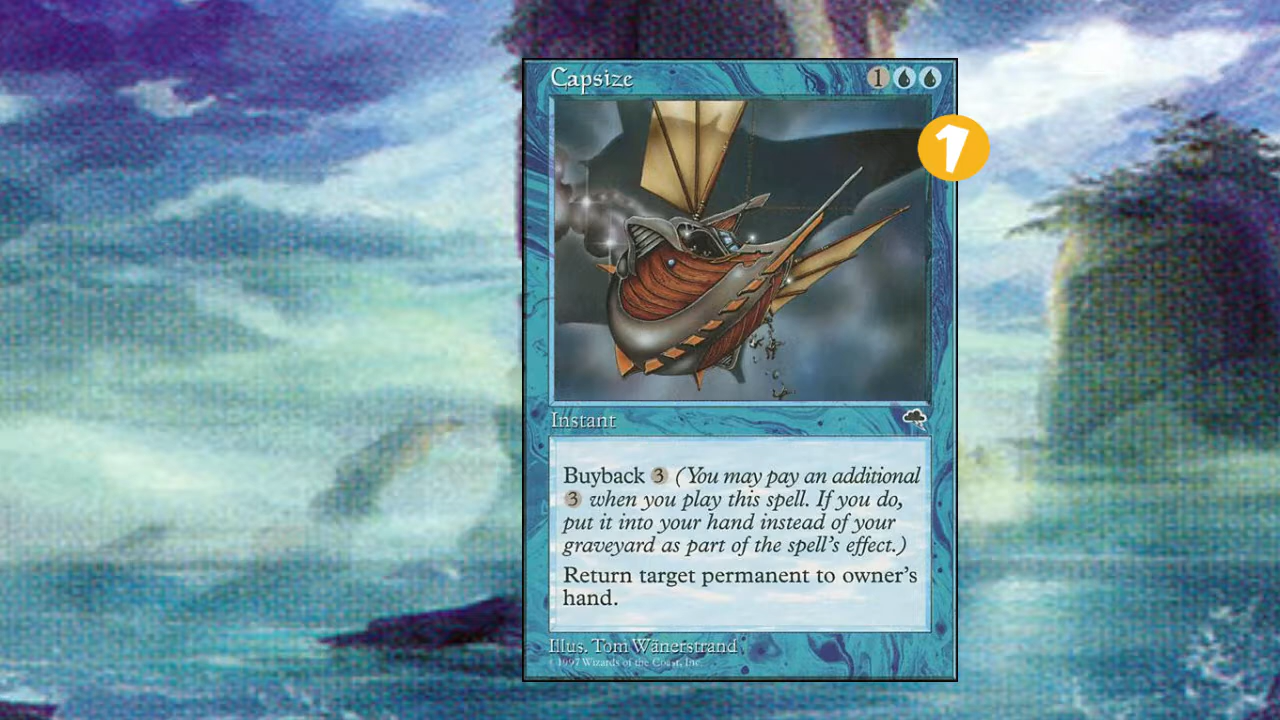 Capsize 1
1
Instant
Buyback 3 (You may pay an additional
3 when you play this spell. If you do,
put it into your hand instead of your
graveyard as part of the spell's effect.)
Return target permanent to owner's
hand.
Illus. Tom Wänerstrand
© 1997 Wizards of the Coast, Inc.